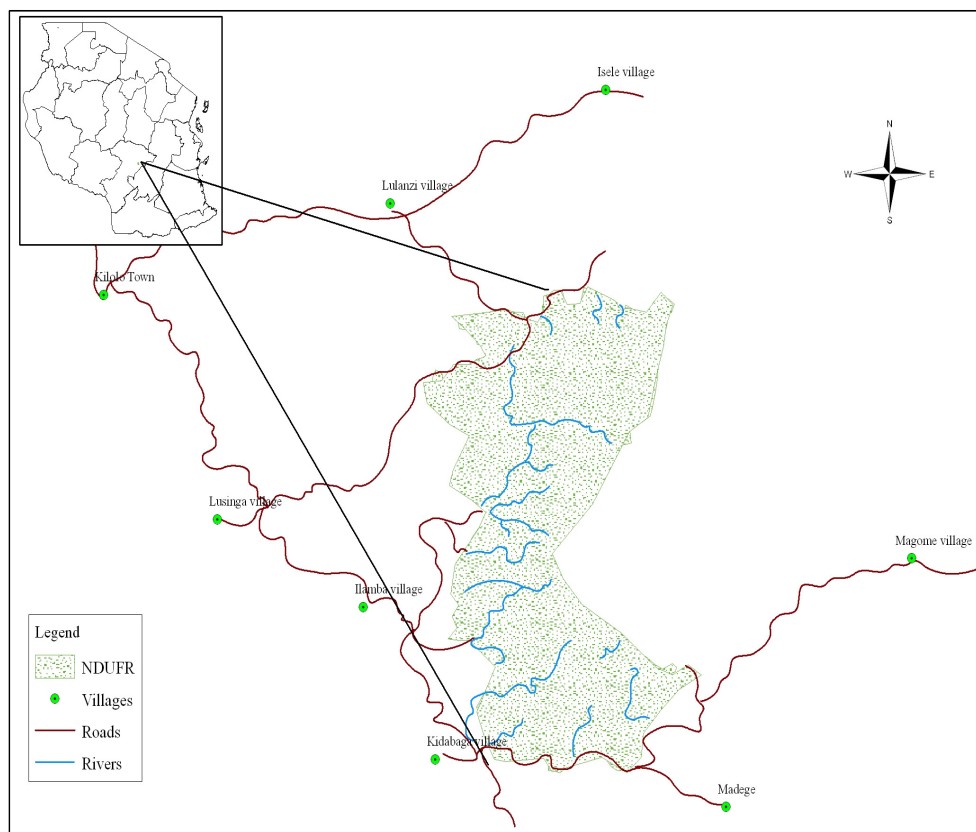 Isele village
N
W
E
S
Lulanzi village
Kilolo Town
Lusinga village
Magome village
Ilamba village
Legend
NDUFR
Villages
Roads
Rivers
Kidabaga village
Madege